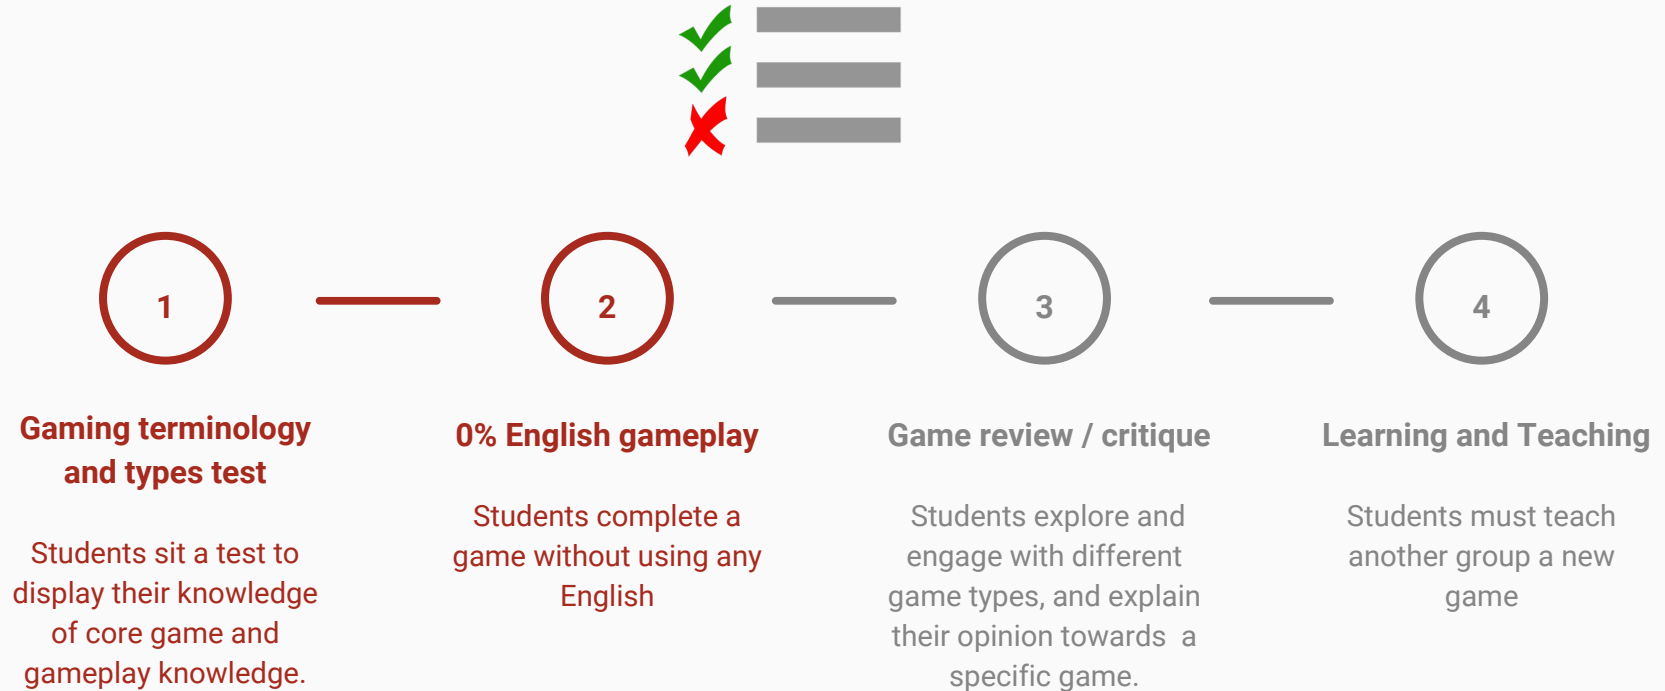 1
Gaming terminology
and types test
Students sit a test to
display their knowledge
of core game and
gameplay knowledge.
2
0% English gameplay
Students complete a
game without using any
English
3
Game review / critique
Students explore and
engage with different
game types, and explain
their opinion towards a
specific game.
4
Learning and Teaching
Students must teach
another group a new
game